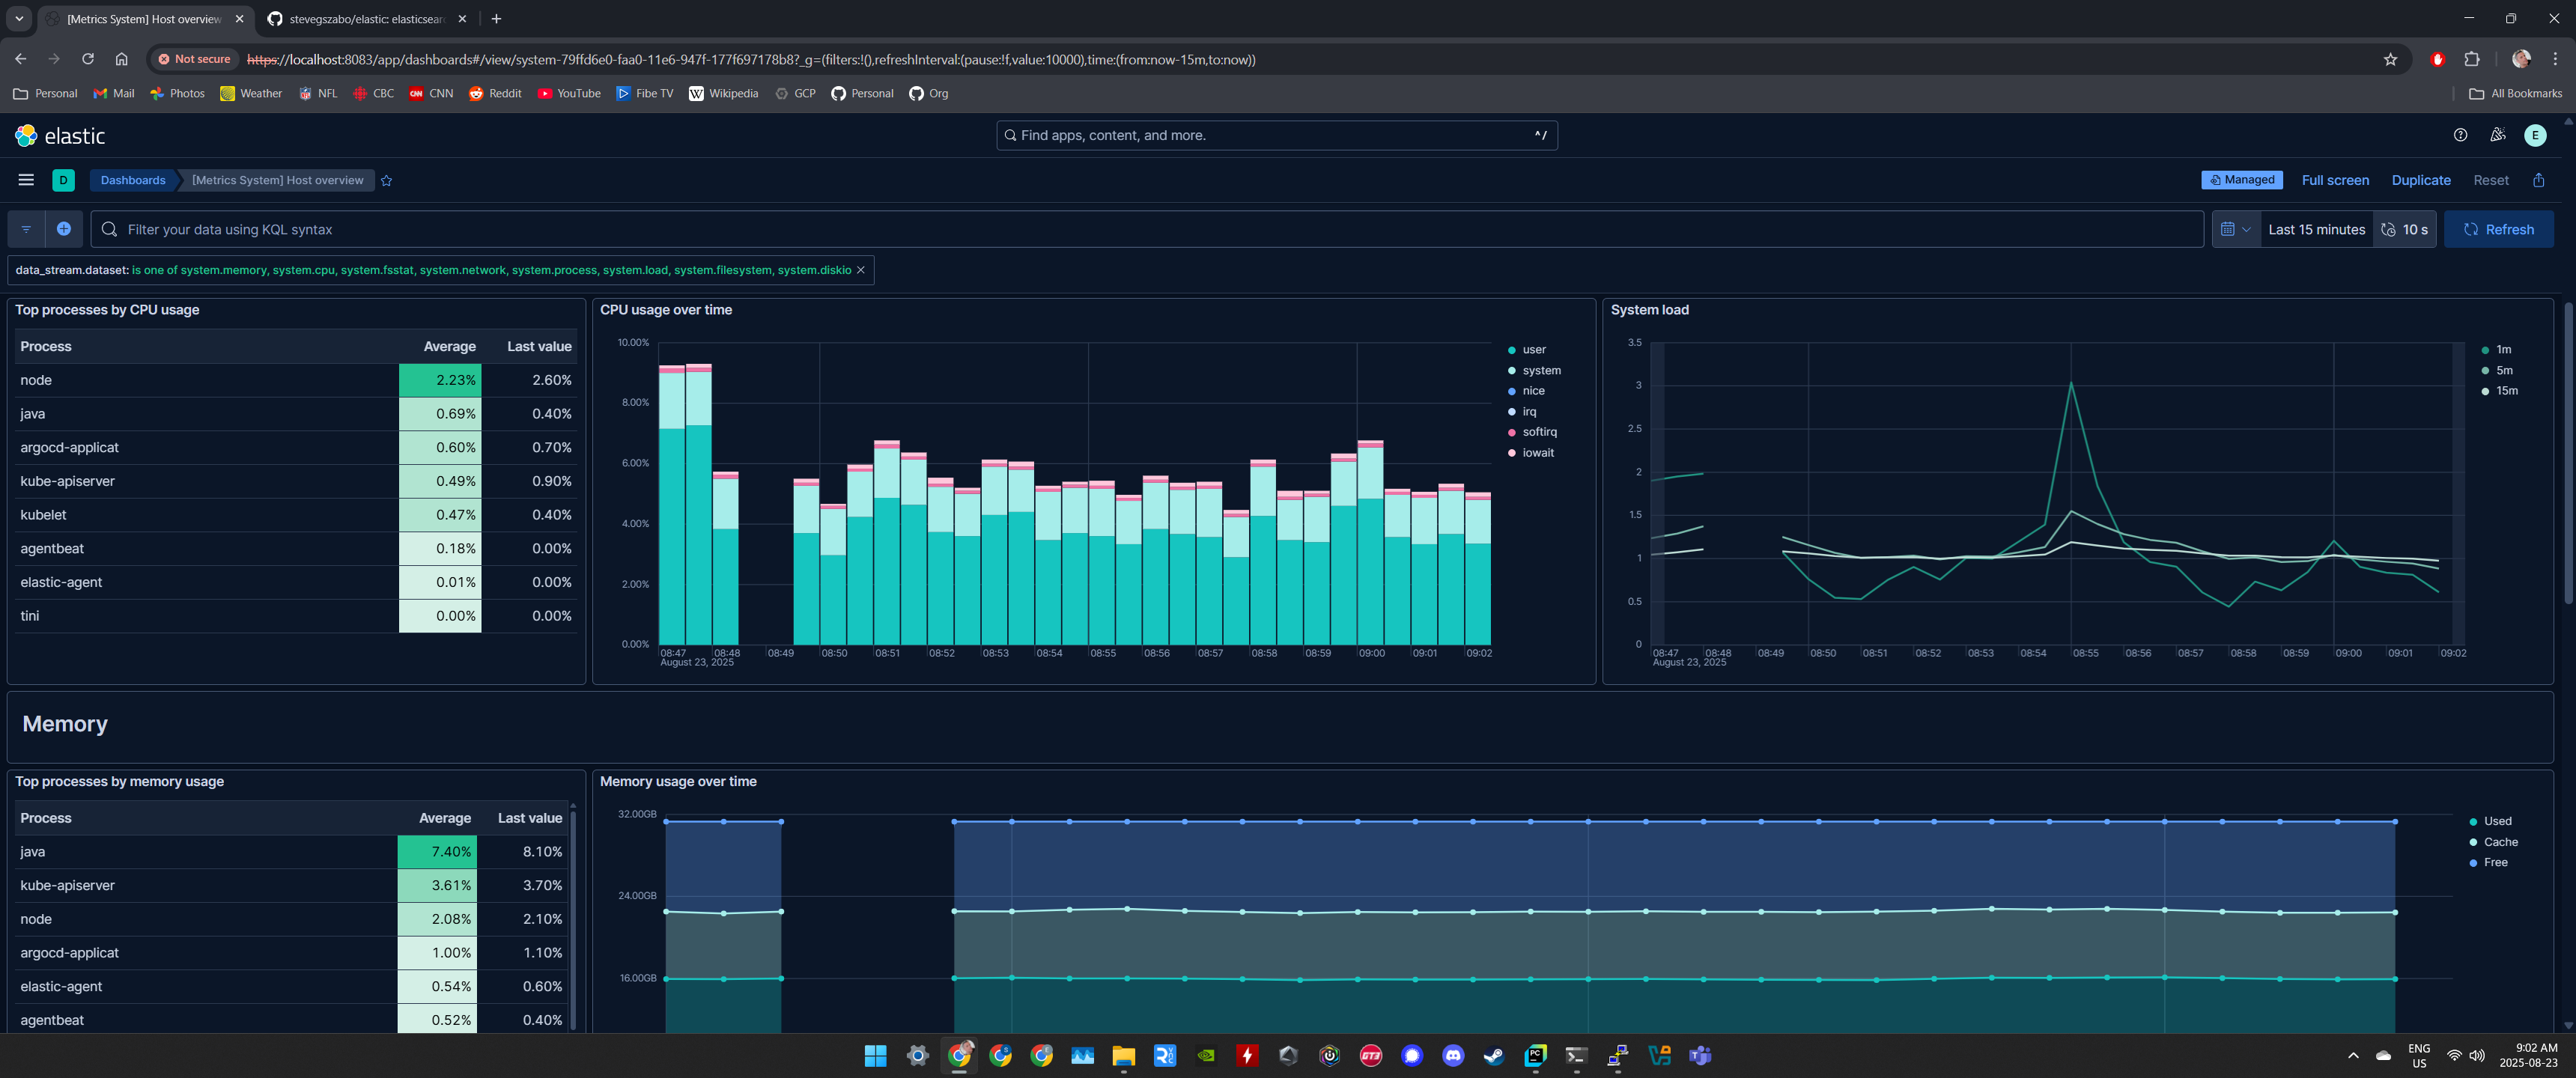 [Metrics System] Host overview
stevegszabo/elastic: elasticsear
Not secure
https://localhost:8083/app/dashboards#/view/system-79ffd6e0-faa0-11e6-947f-177f697178b8?_g=(filters:!(),refreshInterval:(pause:!f,value:10000),time:(from:now-15m,to:now))
Personal Mail Photos Weather NFL CBC CNN Reddit YouTube Fibe TV Wikipedia GCP Personal Org All Bookmarks
elastic
Find apps, content, and more.
^/
E
D
Dashboards
[Metrics System] Host overview
Managed
Full screen
Duplicate
Reset
Filter your data using KQL syntax
Last 15 minutes
10 s
Refresh
data_stream.dataset: is one of system.memory, system.cpu, system.fsstat, system.network, system.process, system.load, system.filesystem, system.diskio
Top processes by CPU usage
Process Average Last value
node 2.23% 2.60%
java 0.69% 0.40%
argocd-applicat 0.60% 0.70%
kube-apiserver 0.49% 0.90%
kubelet 0.47% 0.40%
agentbeat 0.18% 0.00%
elastic-agent 0.01% 0.00%
tini 0.00% 0.00%
CPU usage over time
10.00%
8.00%
6.00%
4.00%
2.00%
0.00%
08:47 08:48 08:49 08:50 08:51 08:52 08:53 08:54 08:55 08:56 08:57 08:58 08:59 09:00 09:01 09:02
August 23, 2025
user
system
nice
irq
softirq
iowait
System load
3.5
3
2.5
2
1.5
1
0.5
0
08:47 08:48 08:49 08:50 08:51 08:52 08:53 08:54 08:55 08:56 08:57 08:58 08:59 09:00 09:01 09:02
August 23, 2025
1m
5m
15m
Memory
Top processes by memory usage
Process Average Last value
java 7.40% 8.10%
kube-apiserver 3.61% 3.70%
node 2.08% 2.10%
argocd-applicat 1.00% 1.10%
elastic-agent 0.54% 0.60%
agentbeat 0.52% 0.40%
Memory usage over time
32.00GB
24.00GB
16.00GB
Used
Cache
Free
ENG
US
9:02 AM
2025-08-23